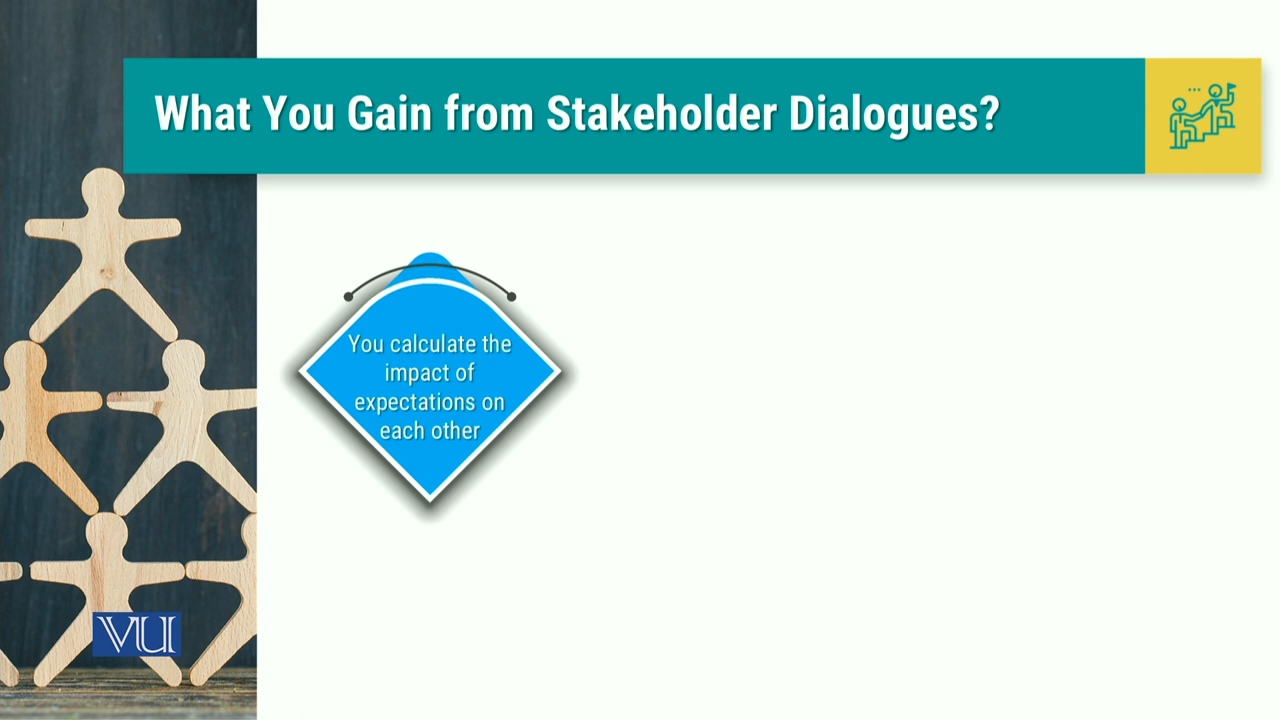 What You Gain from Stakeholder Dialogues?
You calculate the
impact of
expectations on
each other
VU